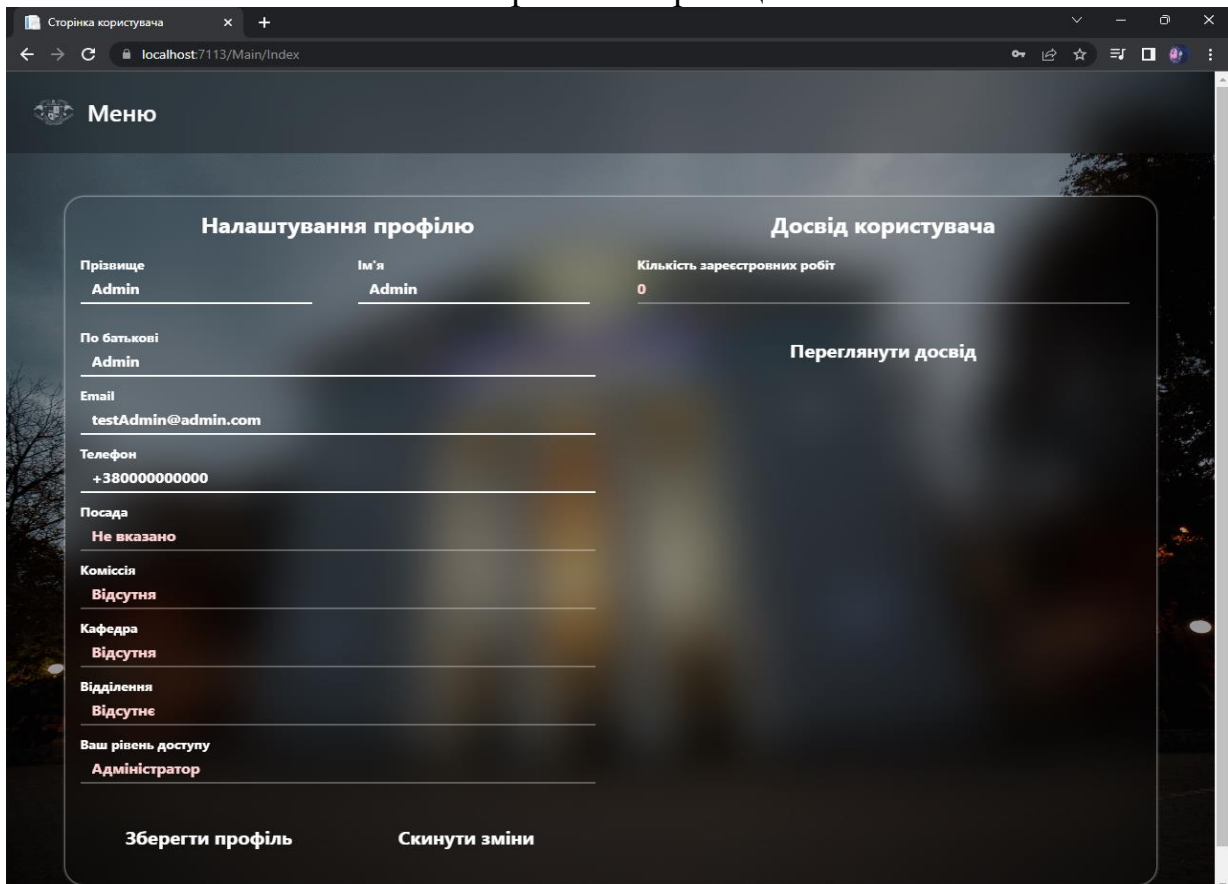 Сторінка користувача
localhost:7113/Main/Index
Меню
Налаштування профілю
Прізвище
Ім'я
Admin
Admin
По батькові
Admin
Email
testAdmin@admin.com
Телефон
+380000000000
Посада
Не вказано
Коміссія
Відсутня
Кафедра
Відсутня
Відділення
Відсутнє
Ваш рівень доступу
Адміністратор
Зберегти профіль
Скинути зміни
Досвід користувача
Кількість зареєстровних робіт
0
Переглянути досвід